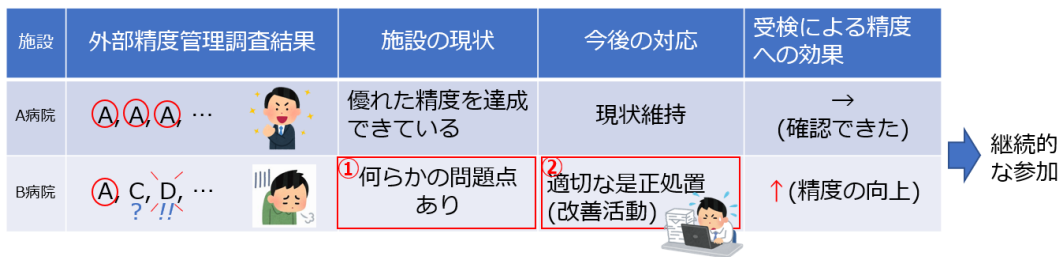 施設
外部精度管理調査結果
施設の現状
今後の対応
受検による精度
への効果
A病院
A, A, A, …
優れた精度を達成
できている
現状維持
→
(確認できた)
B病院
A, C, D, …
? !!
①
何らかの問題点
あり
②
適切な是正処置
(改善活動)
↑(精度の向上)
継続的
な参加